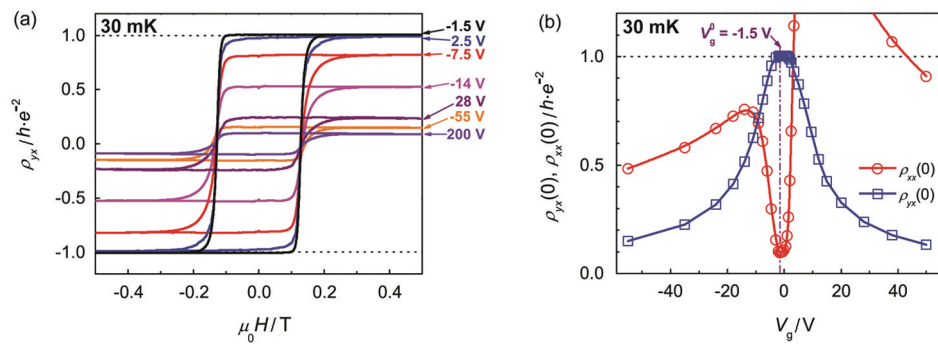 (a)
30 mK
-1.5 V
2.5 V
-7.5 V
-14 V
28 V
-55 V
200 V
1.0
0.5
0.0
-0.5
-1.0
ρyx / h·e⁻²
-0.4 -0.2 0.0 0.2 0.4
μ₀H / T
(b)
30 mK
Vg⁰ = -1.5 V
1.0
0.5
0.0
ρyx(0), ρxx(0) / h·e⁻²
ρxx(0)
ρyx(0)
-40 -20 0 20 40
Vg / V